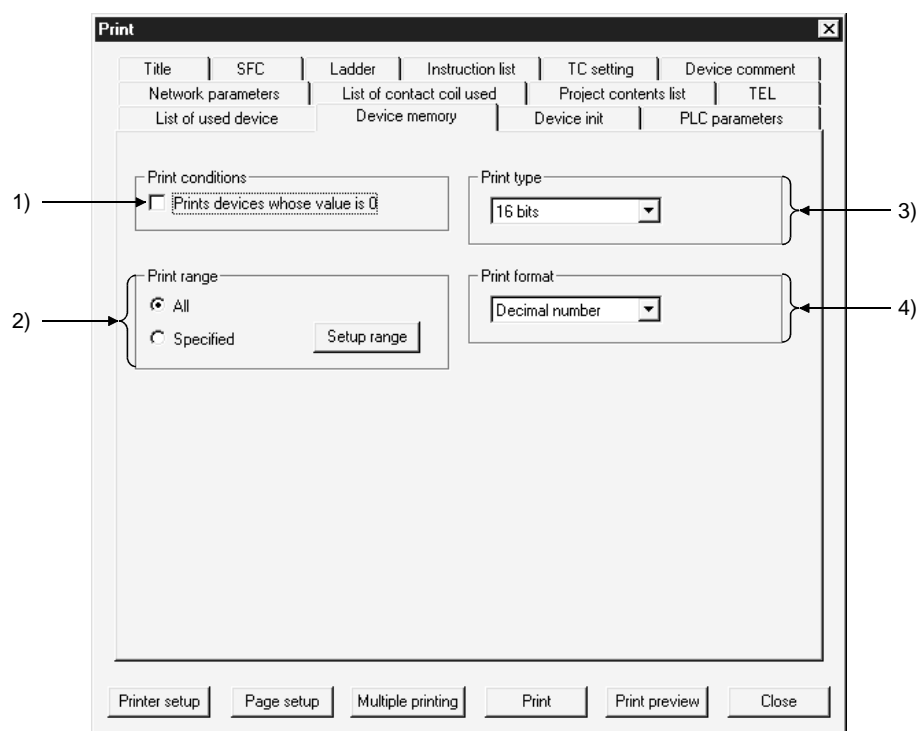 Print
Title SFC Ladder Instruction list TC setting Device comment
Network parameters List of contact coil used Project contents list TEL
List of used device Device memory Device init PLC parameters
Print conditions
1) Prints devices whose value is 0
Print type
16 bits
3)
Print range
2) All
Specified Setup range
Print format
Decimal number
4)
Printer setup Page setup Multiple printing Print Print preview Close